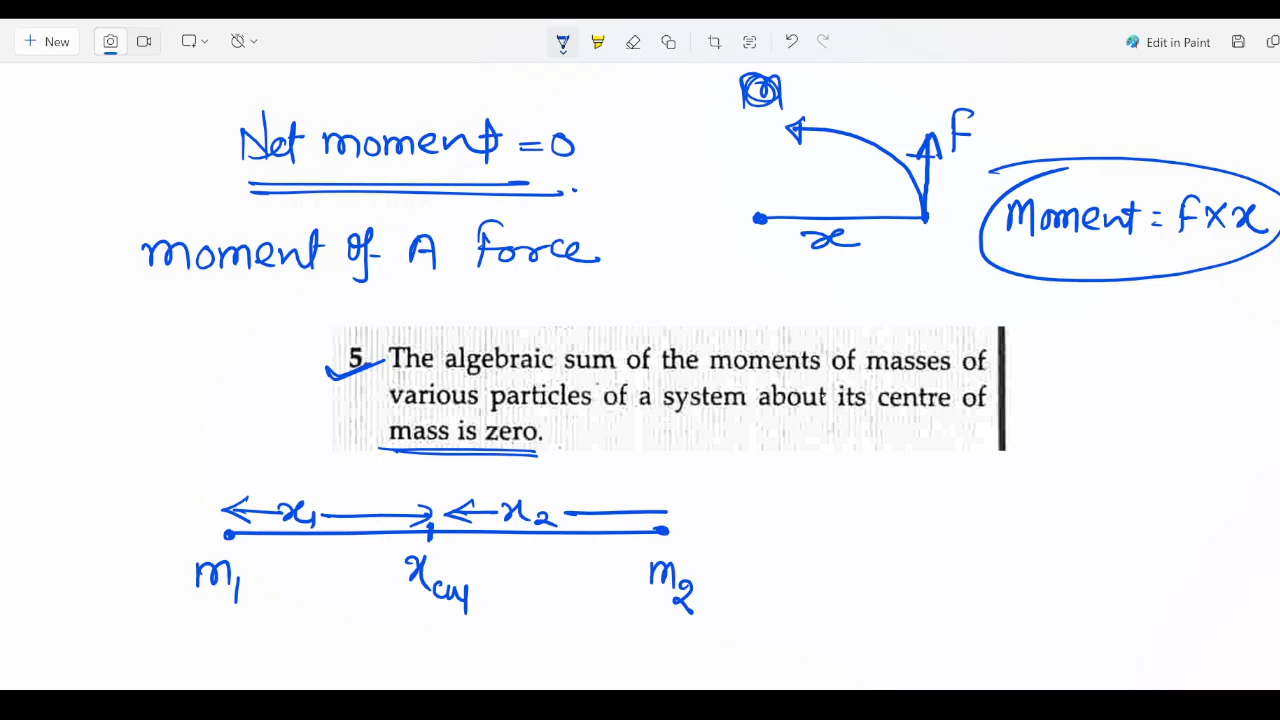 New
Edit in Paint
Net moment = 0
F
Moment = F × x
x
moment of A force
5. The algebraic sum of the moments of masses of
various particles of a system about its centre of
mass is zero.
x₁ x₂
m₁ x m₂